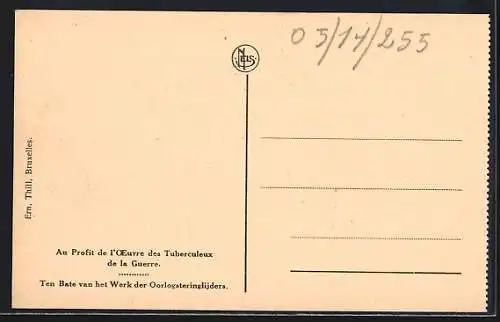 03/14/255
NELS
Ern. Thill, Bruxelles.
Au Profit de l'Œuvre des Tuberculeux
de la Guerre.
Ten Bate van het Werk der Oorlogsteringlijders.